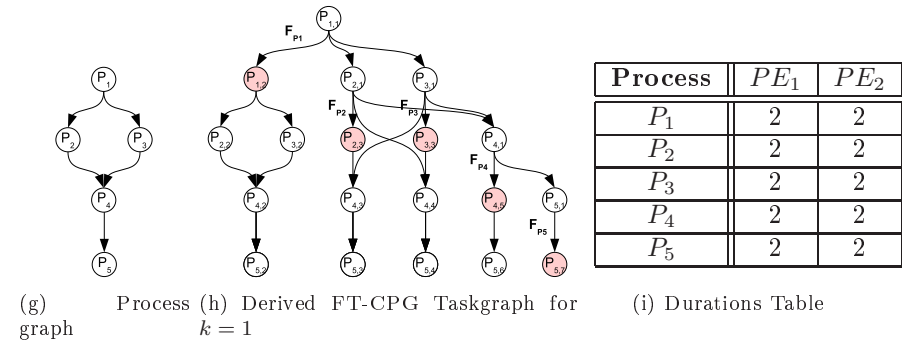 P1
P2
P3
P4
P5
(g) Process
graph
P1,1
FP1
P1,2
P2,1
P3,1
FP2
FP3
P2,2
P3,2
P2,3
P3,3
P4,1
FP4
P4,2
P4,3
P4,4
P4,5
P5,1
FP5
P5,2
P5,3
P5,4
P5,6
P5,7
(h) Derived FT-CPG Taskgraph for
k = 1
Process PE1 PE2
P1 2 2
P2 2 2
P3 2 2
P4 2 2
P5 2 2
(i) Durations Table